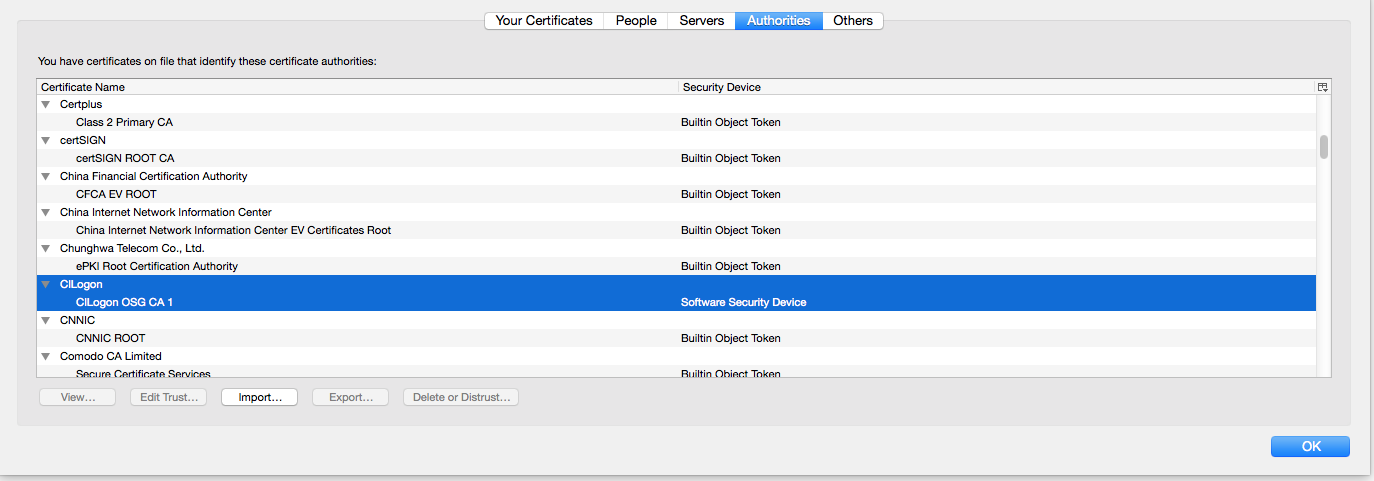 Your Certificates People Servers Authorities Others
You have certificates on file that identify these certificate authorities:
Certificate Name Security Device
Certplus
Class 2 Primary CA Builtin Object Token
certSIGN
certSIGN ROOT CA Builtin Object Token
China Financial Certification Authority
CFCA EV ROOT Builtin Object Token
China Internet Network Information Center
China Internet Network Information Center EV Certificates Root Builtin Object Token
Chunghwa Telecom Co., Ltd.
ePKI Root Certification Authority Builtin Object Token
CILogon
CILogon OSG CA 1 Software Security Device
CNNIC
CNNIC ROOT Builtin Object Token
Comodo CA Limited
Secure Certificate Services Builtin Object Token
View... Edit Trust... Import... Export... Delete or Distrust...
OK